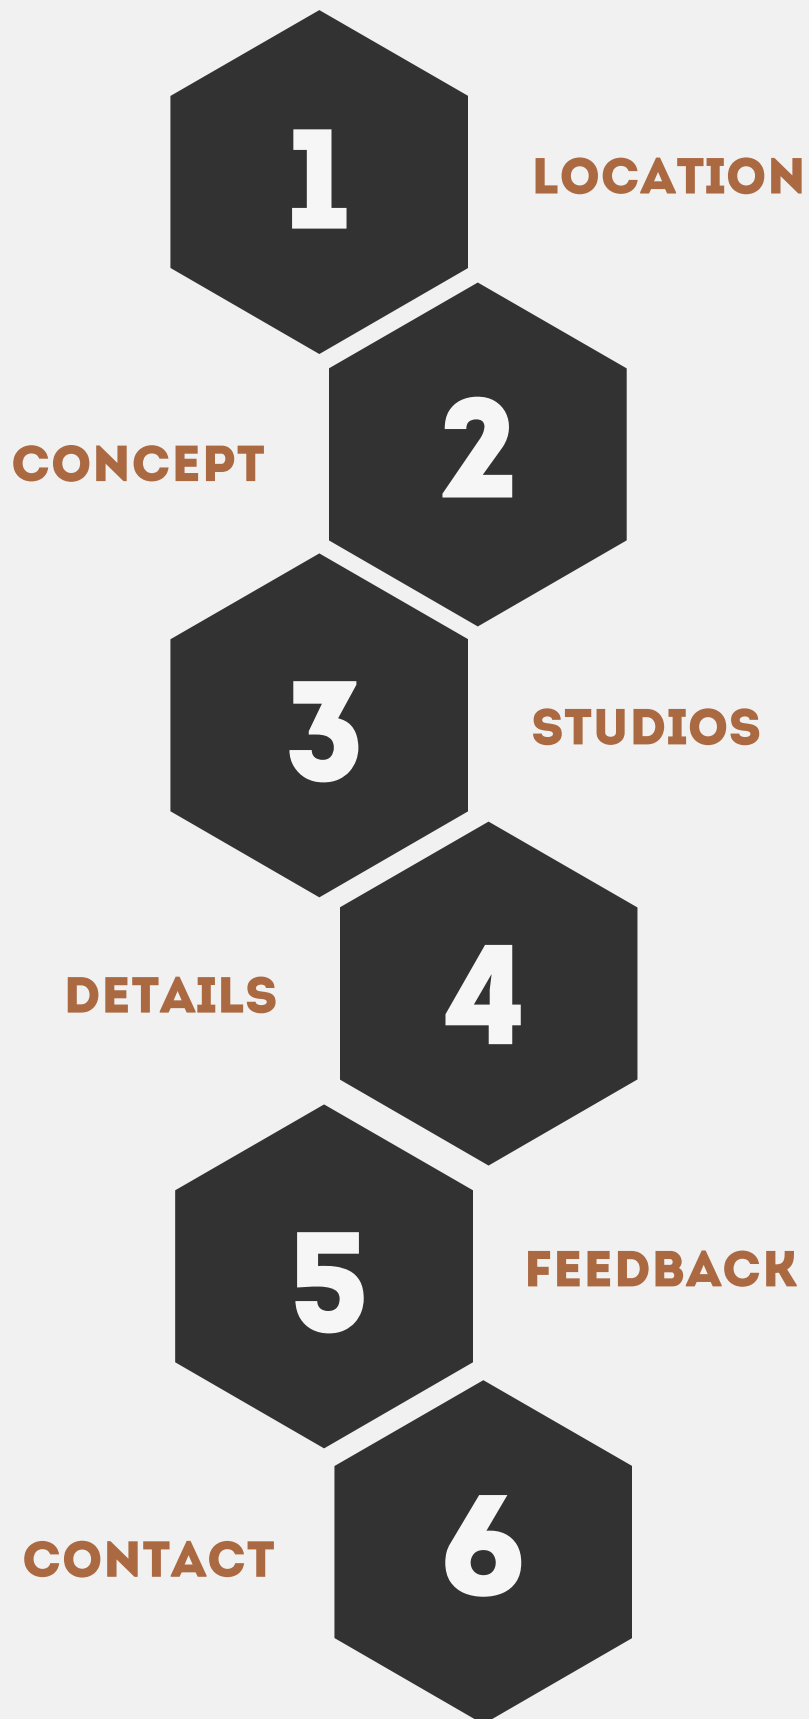 1
LOCATION
2
CONCEPT
3
STUDIOS
4
DETAILS
5
FEEDBACK
6
CONTACT